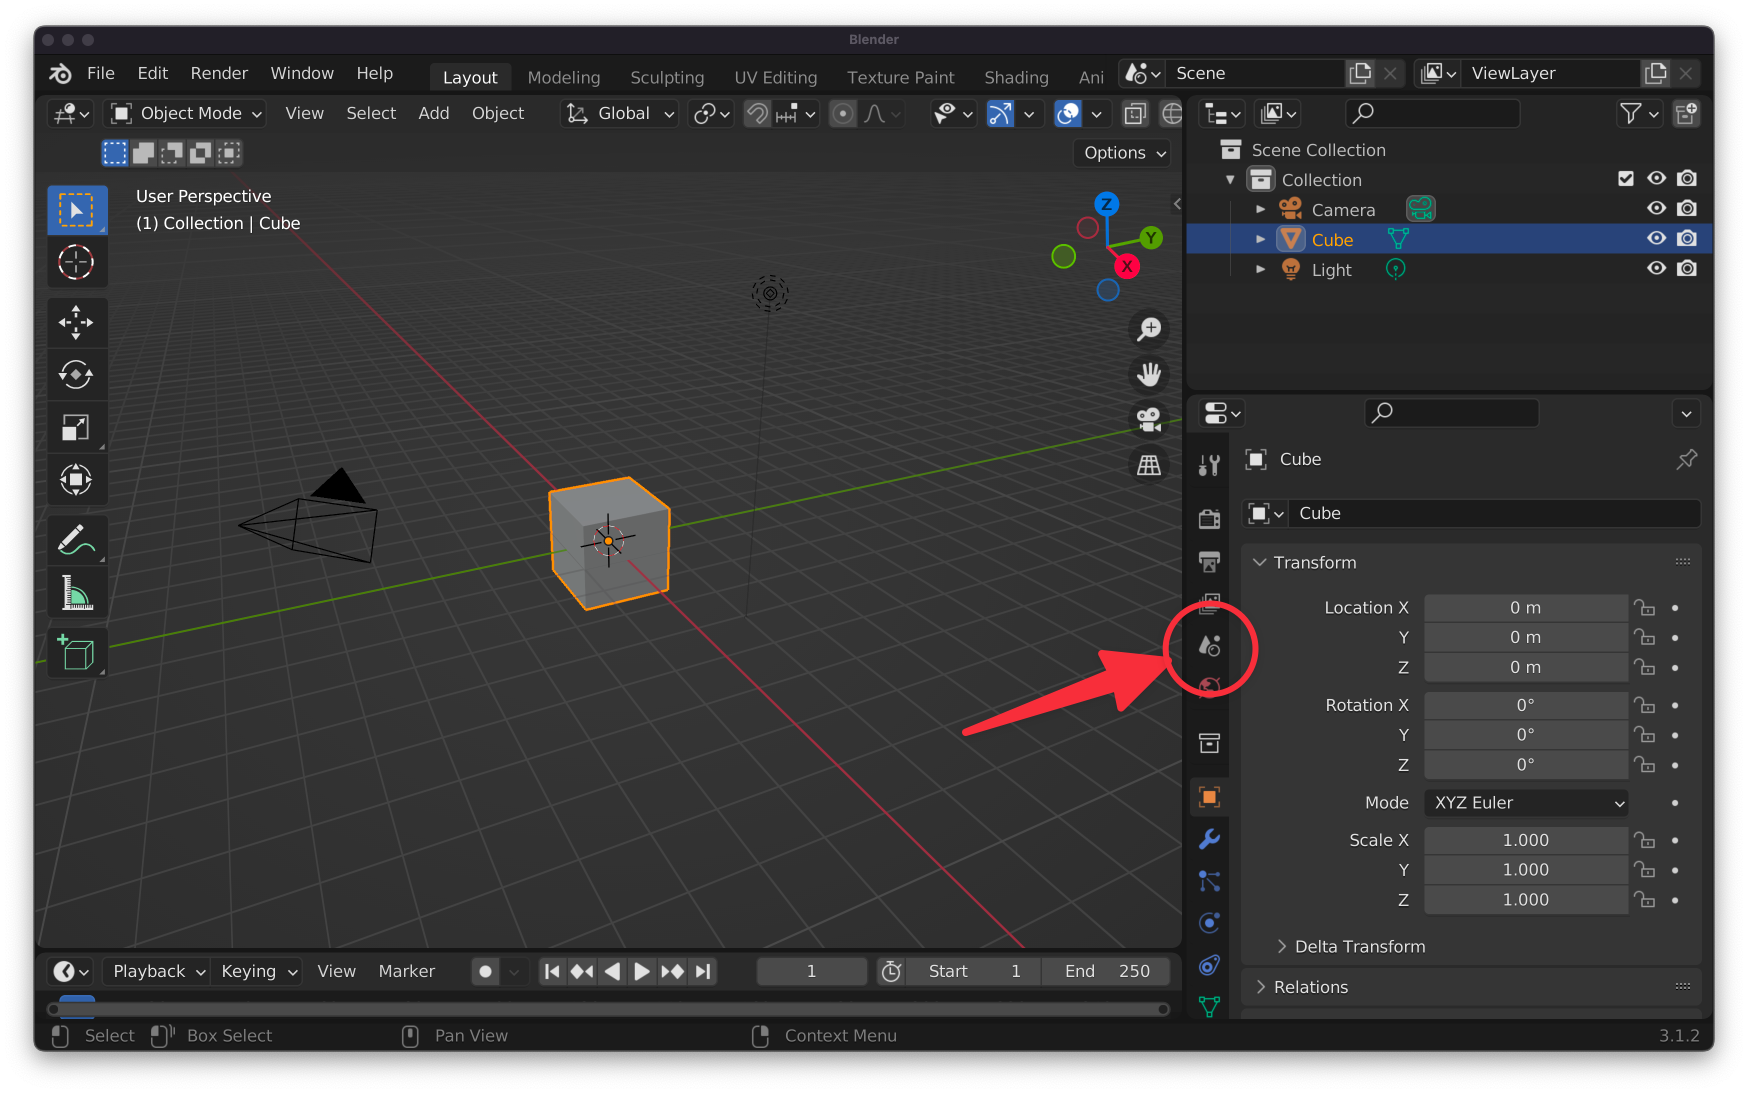 Blender
File Edit Render Window Help Layout Modeling Sculpting UV Editing Texture Paint Shading Ani Scene ViewLayer
Object Mode View Select Add Object Global
Options
User Perspective
(1) Collection | Cube
Z
Y
X
Scene Collection
Collection
Camera
Cube
Light
Cube
Cube
Transform
Location X 0 m
Y 0 m
Z 0 m
Rotation X 0°
Y 0°
Z 0°
Mode XYZ Euler
Scale X 1.000
Y 1.000
Z 1.000
Delta Transform
Relations
Playback Keying View Marker 1 Start 1 End 250
Select Box Select Pan View Context Menu 3.1.2